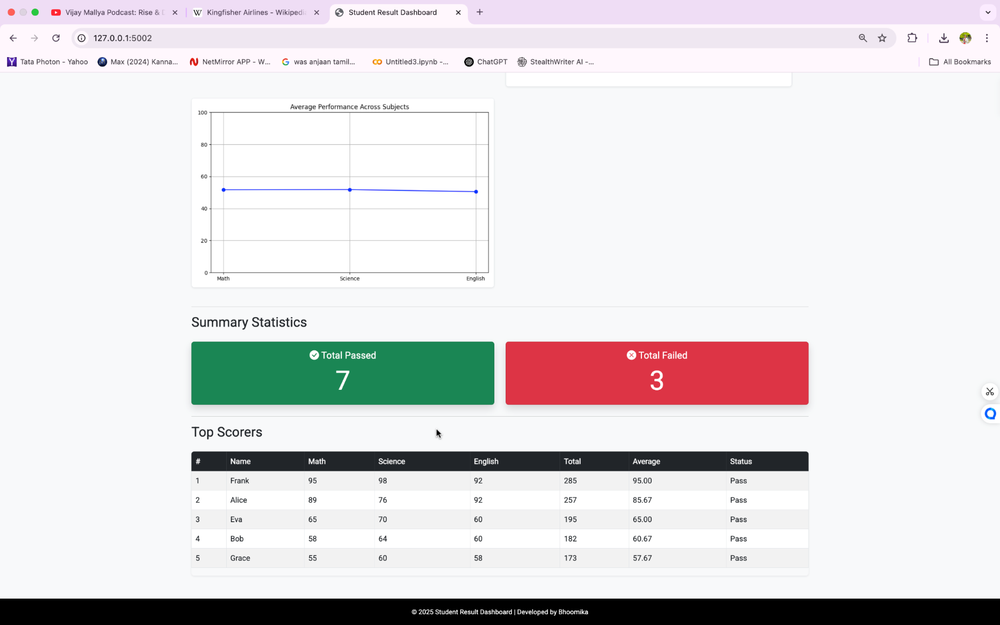 Vijay Mallya Podcast: Rise &
W Kingfisher Airlines - Wikipedi
Student Result Dashboard
127.0.0.1:5002
Tata Photon - Yahoo
Max (2024) Kanna...
NetMirror APP - W...
was anjaan tamil...
Untitled3.ipynb -...
ChatGPT
StealthWriter AI -...
All Bookmarks
Average Performance Across Subjects
100
80
60
40
20
0
Math Science English
Summary Statistics
Total Passed
7
Total Failed
3
Top Scorers
# Name Math Science English Total Average Status
1 Frank 95 98 92 285 95.00 Pass
2 Alice 89 76 92 257 85.67 Pass
3 Eva 65 70 60 195 65.00 Pass
4 Bob 58 64 60 182 60.67 Pass
5 Grace 55 60 58 173 57.67 Pass
© 2025 Student Result Dashboard | Developed by Bhoomika